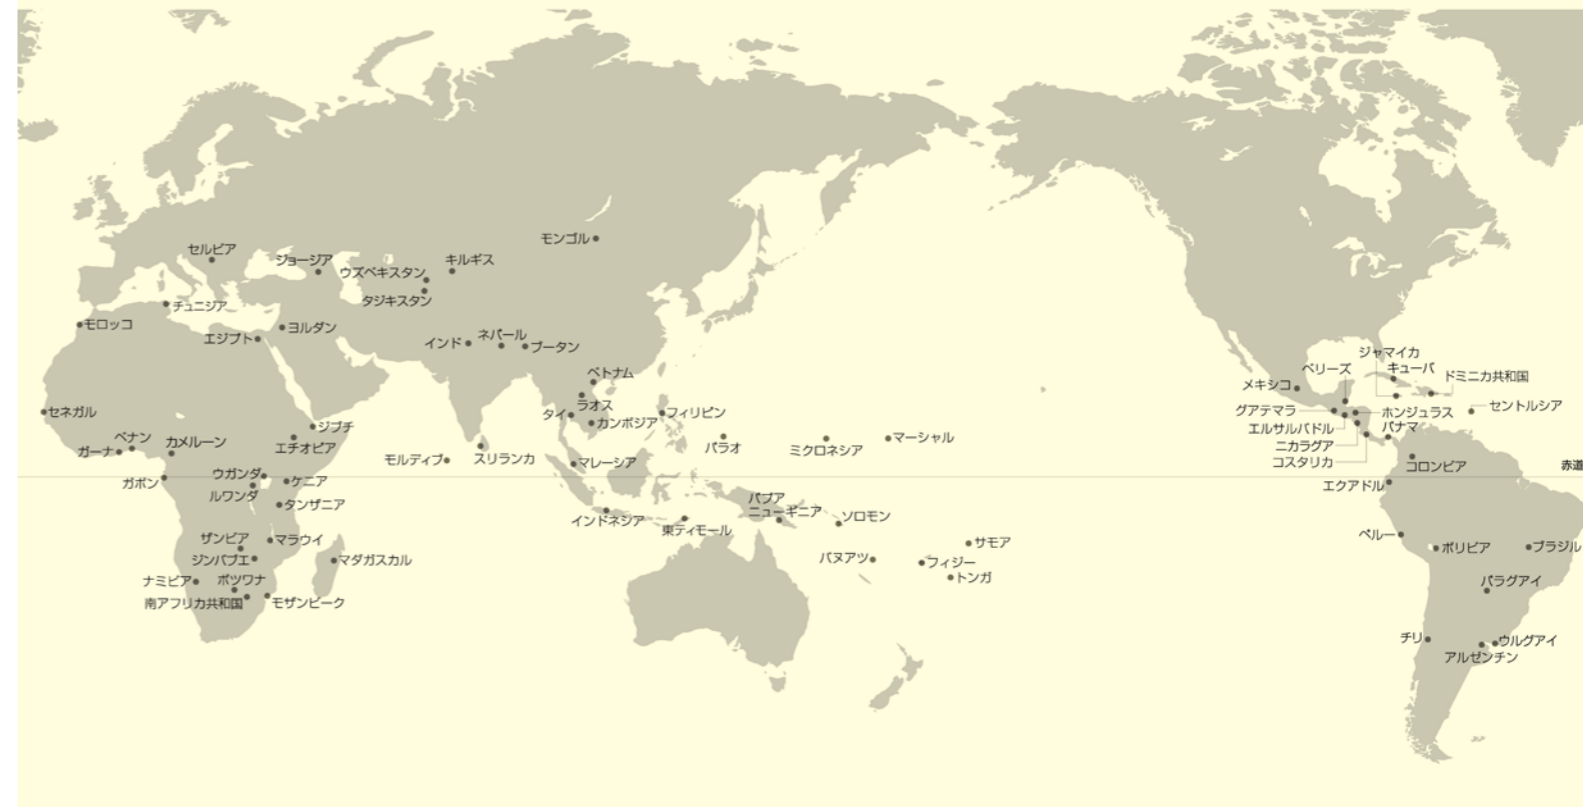 モンゴル
セルビア
ジョージア
キルギス
ウズベキスタン
タジキスタン
チュニジア
モロッコ
ヨルダン
エジプト
インド
ネパール
ブータン
ベトナム
ラオス
タイ
カンボジア
フィリピン
セネガル
ジブチ
エチオピア
ベナン
ガーナ
カメルーン
モルディブ
スリランカ
マレーシア
パラオ
ミクロネシア
マーシャル
ウガンダ
ガボン
ケニア
ルワンダ
タンザニア
インドネシア
東ティモール
パプア
ニューギニア
ソロモン
ザンビア
マラウイ
ジンバブエ
マダガスカル
バヌアツ
サモア
フィジー
トンガ
ナミビア
ボツワナ
南アフリカ共和国
モザンビーク
ジャマイカ
ベリーズ
キューバ
ドミニカ共和国
メキシコ
グアテマラ
ホンジュラス
セントルシア
エルサルバドル
パナマ
ニカラグア
コスタリカ
コロンビア
赤道
エクアドル
ペルー
ボリビア
ブラジル
パラグアイ
チリ
ウルグアイ
アルゼンチン